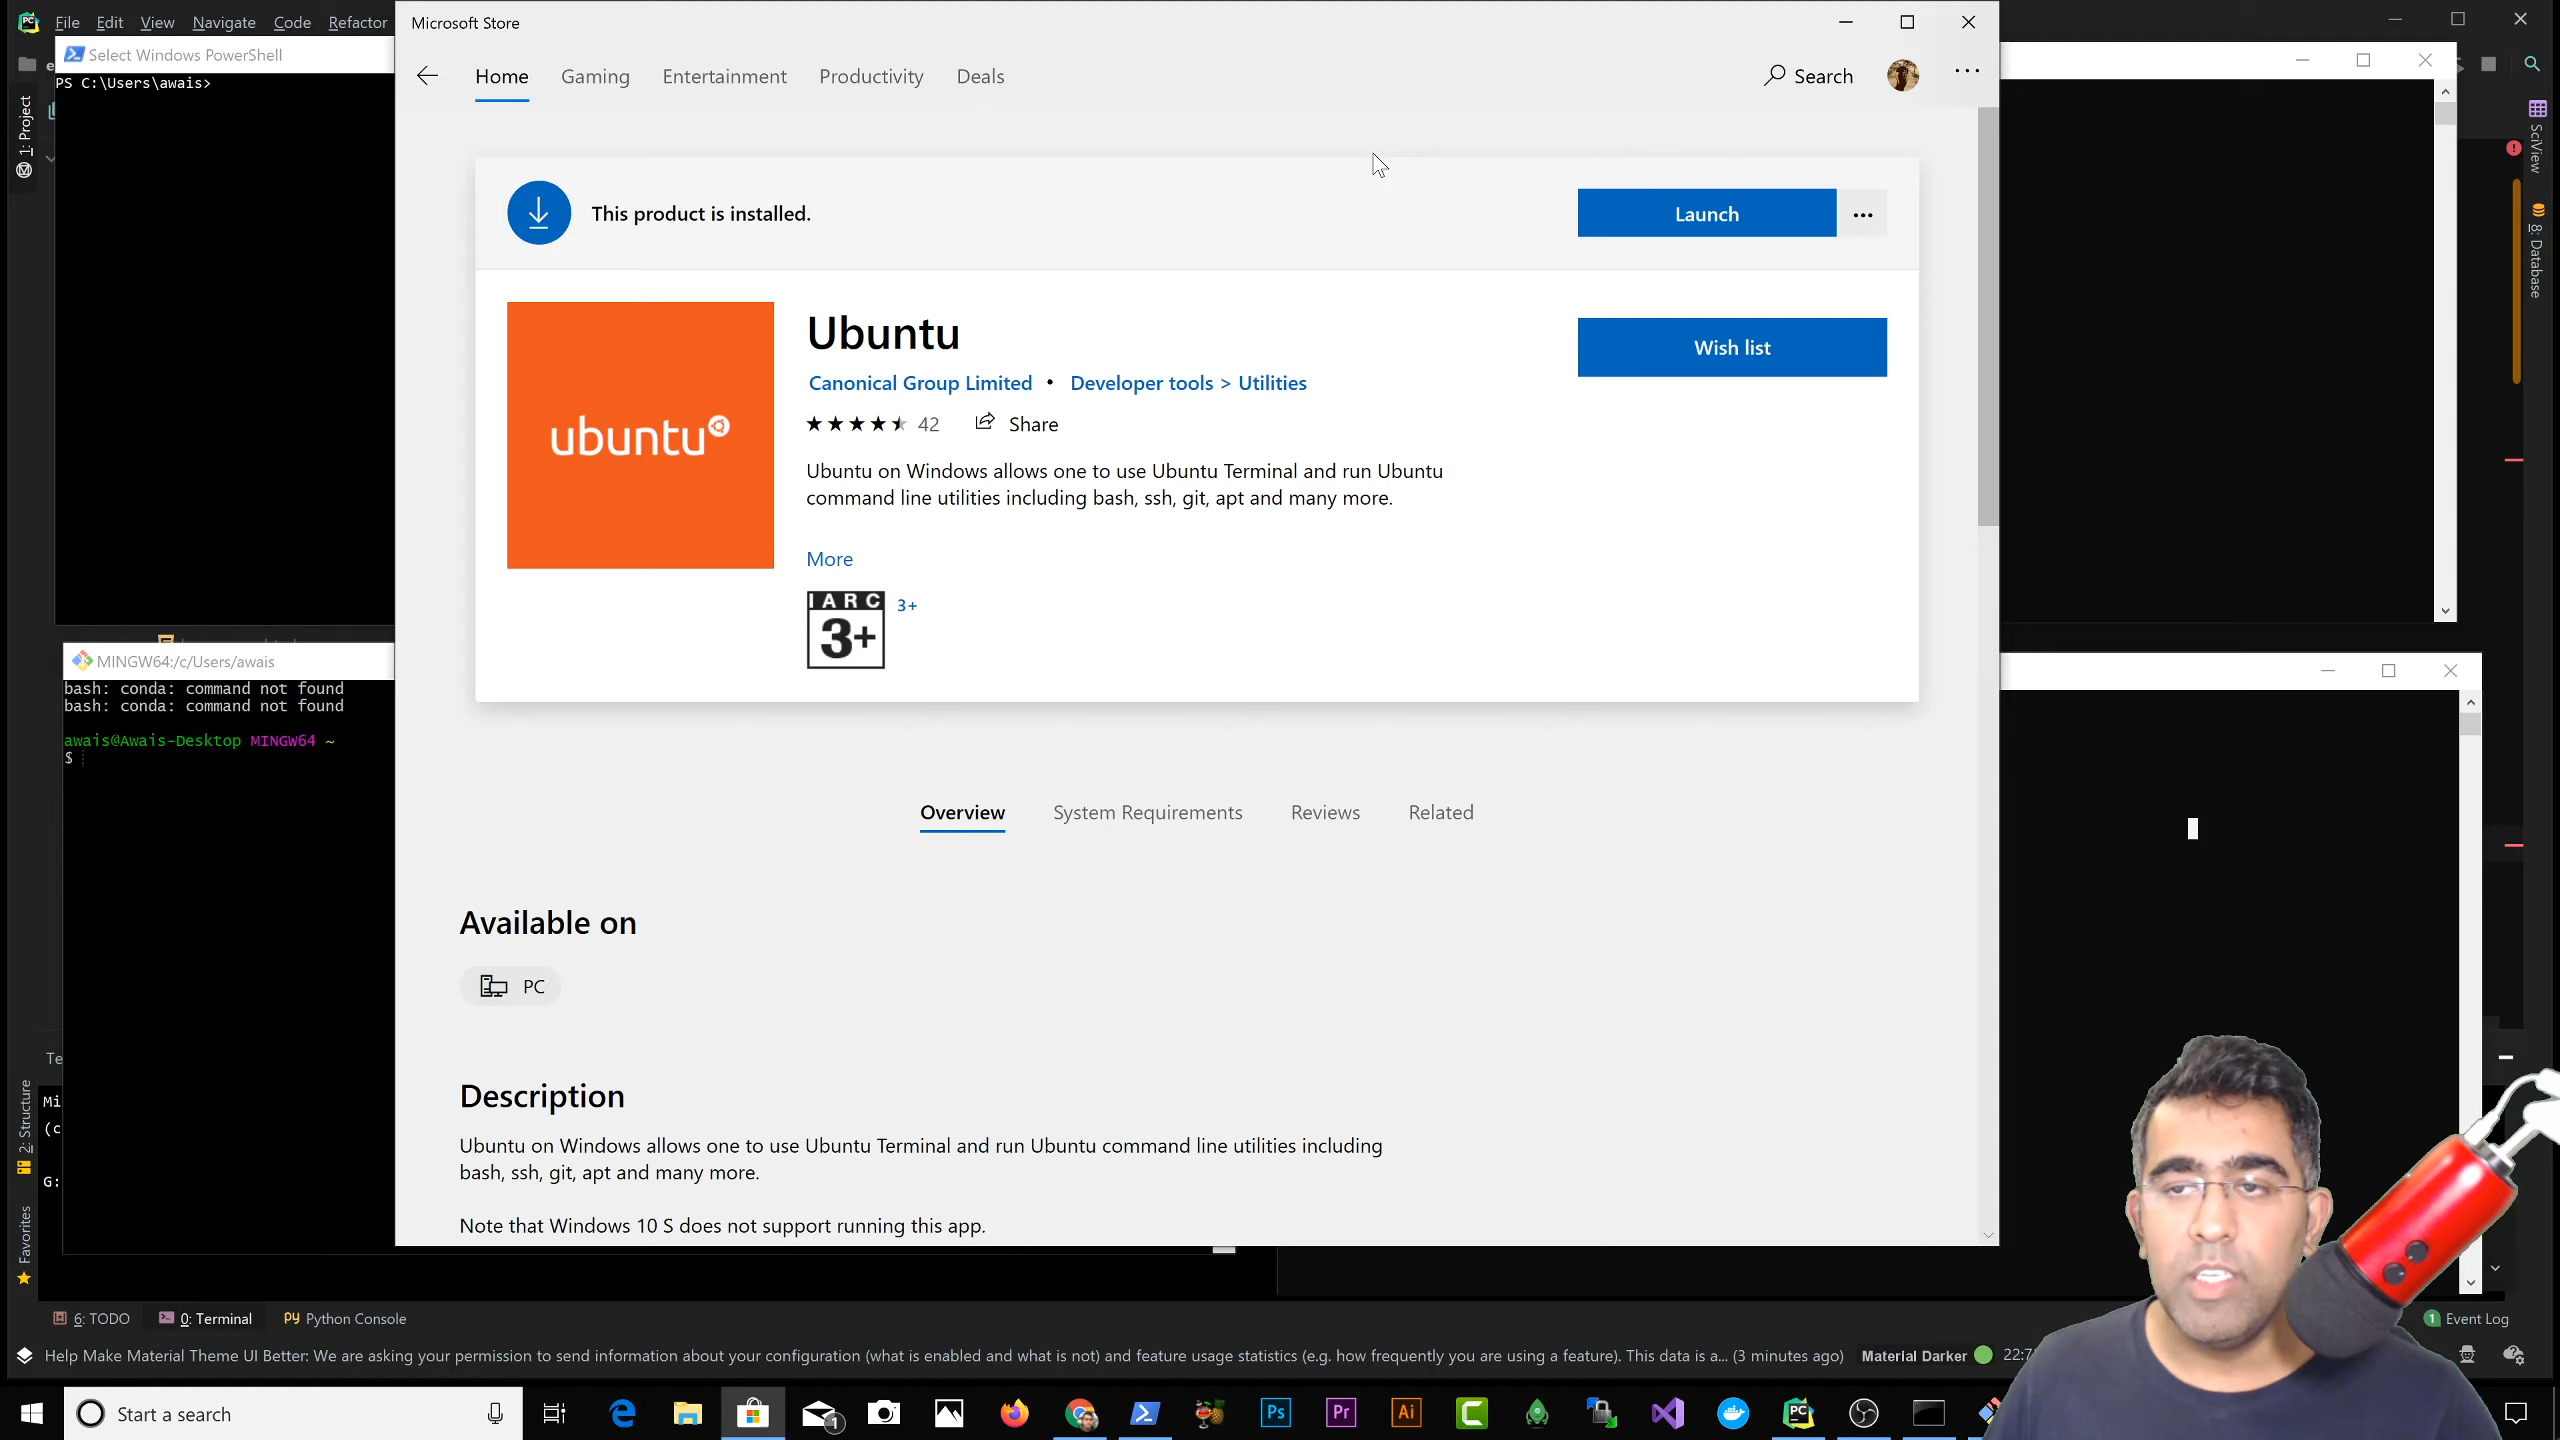 File Edit View Navigate Code Refactor
Select Windows PowerShell
PS C:\Users\awais>
1: Project
Microsoft Store
Home Gaming Entertainment Productivity Deals
Search
This product is installed.
Launch
ubuntu
Ubuntu
Canonical Group Limited • Developer tools > Utilities
42 Share
Wish list
Ubuntu on Windows allows one to use Ubuntu Terminal and run Ubuntu
command line utilities including bash, ssh, git, apt and many more.
More
IARC
3+
3+
Overview System Requirements Reviews Related
Available on
PC
Description
Ubuntu on Windows allows one to use Ubuntu Terminal and run Ubuntu command line utilities including
bash, ssh, git, apt and many more.
Note that Windows 10 S does not support running this app.
SciView
8: Database
MINGW64:/c/Users/awais
bash: conda: command not found
bash: conda: command not found
awais@Awais-Desktop MINGW64 ~
$
Te
Mi
(c
G:
2: Structure
Favorites
6: TODO 0: Terminal Python Console
1 Event Log
Help Make Material Theme UI Better: We are asking your permission to send information about your configuration (what is enabled and what is not) and feature usage statistics (e.g. how frequently you are using a feature). This data is a... (3 minutes ago) Material Darker
Start a search
1
Ps
Pr
Ai
PC